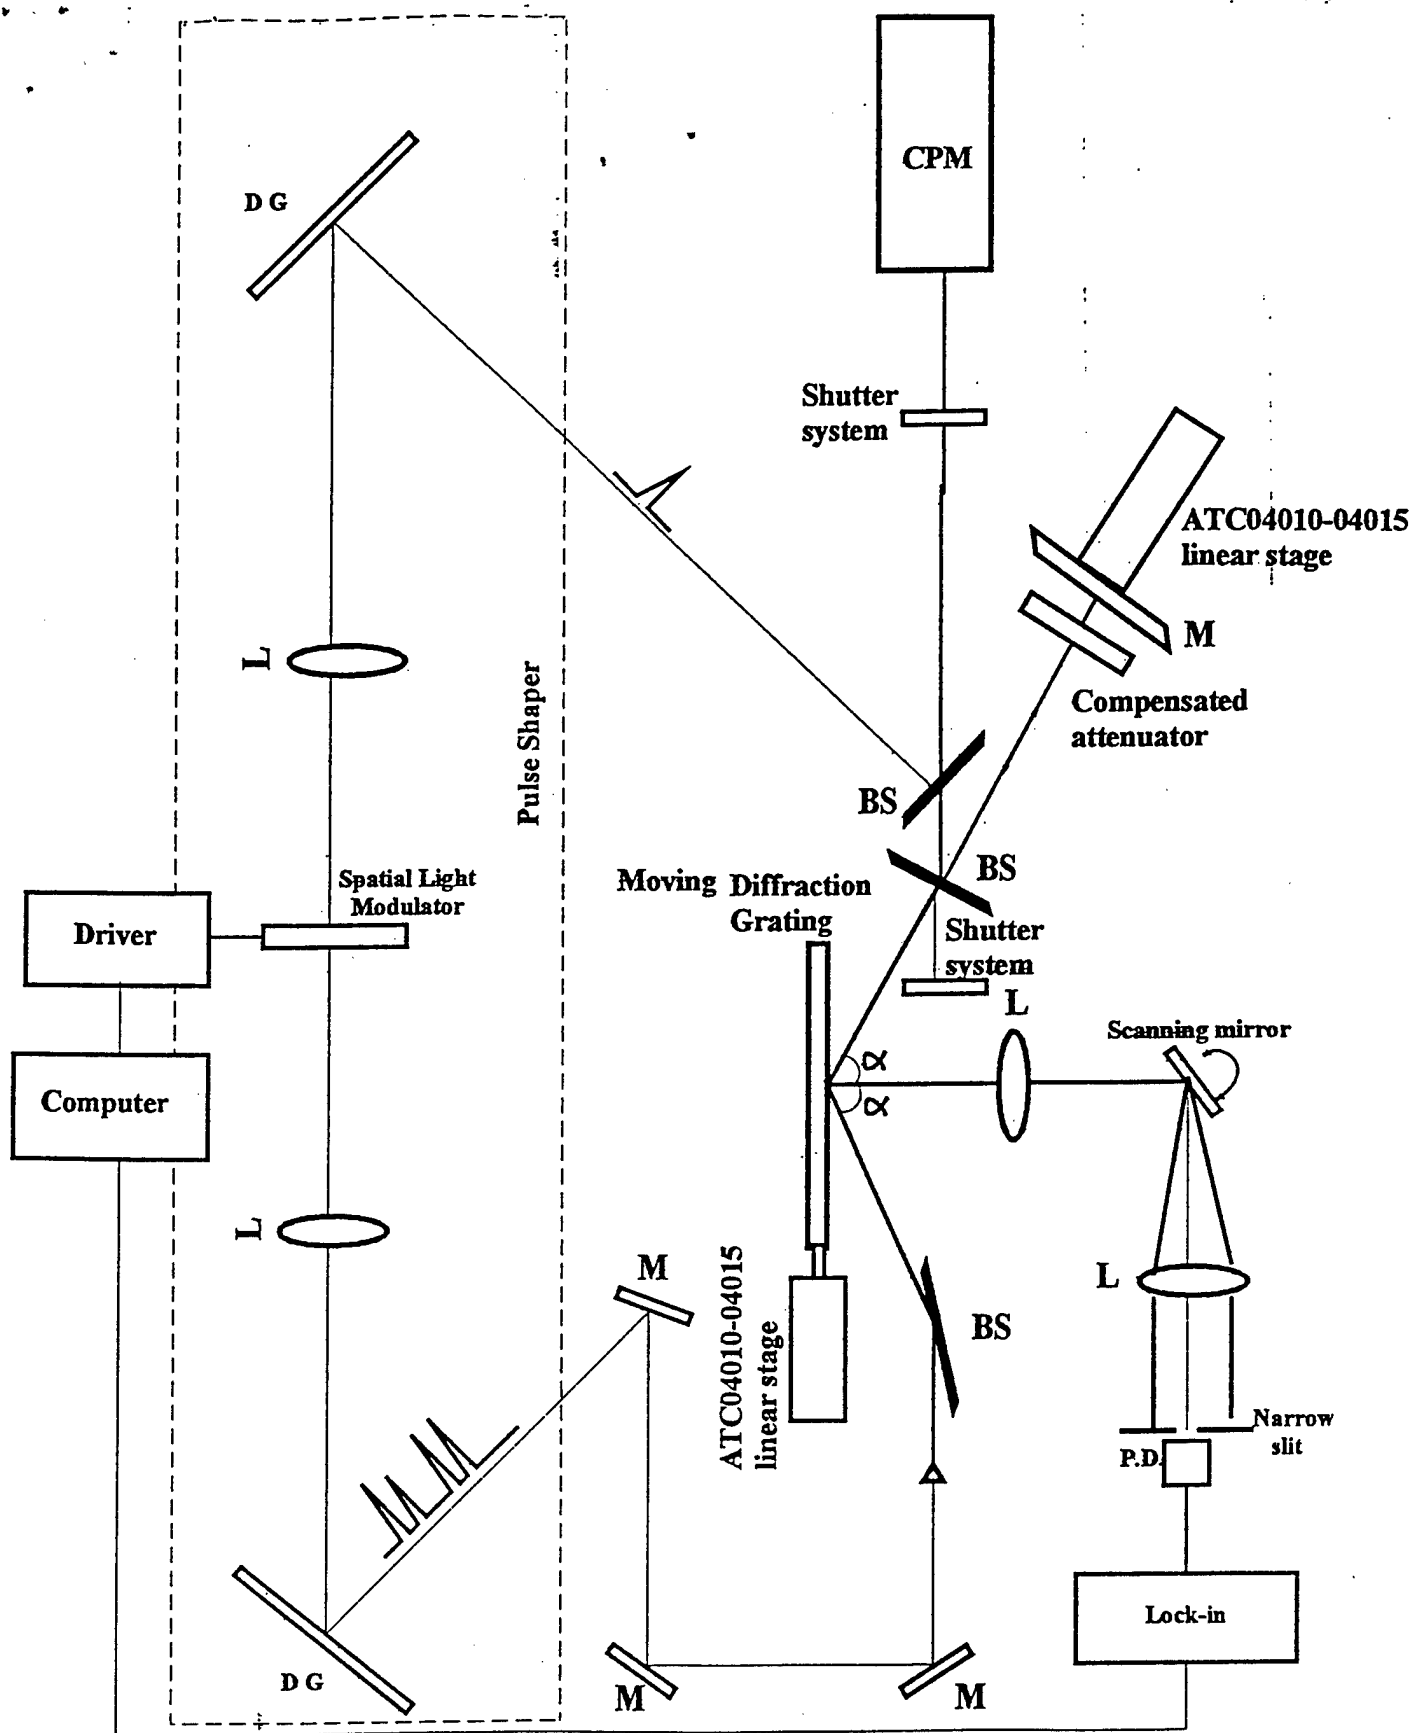 CPM
D G
Shutter
system
ATC04010-04015
linear stage
M
L
Compensated
attenuator
Pulse Shaper
BS
BS
Spatial Light
Modulator
Moving Diffraction
Grating
Driver
Shutter
system
L
Scanning mirror
α
α
Computer
L
M
ATC04010-04015
linear stage
L
BS
Narrow
slit
P.D.
Lock-in
D G
M
M